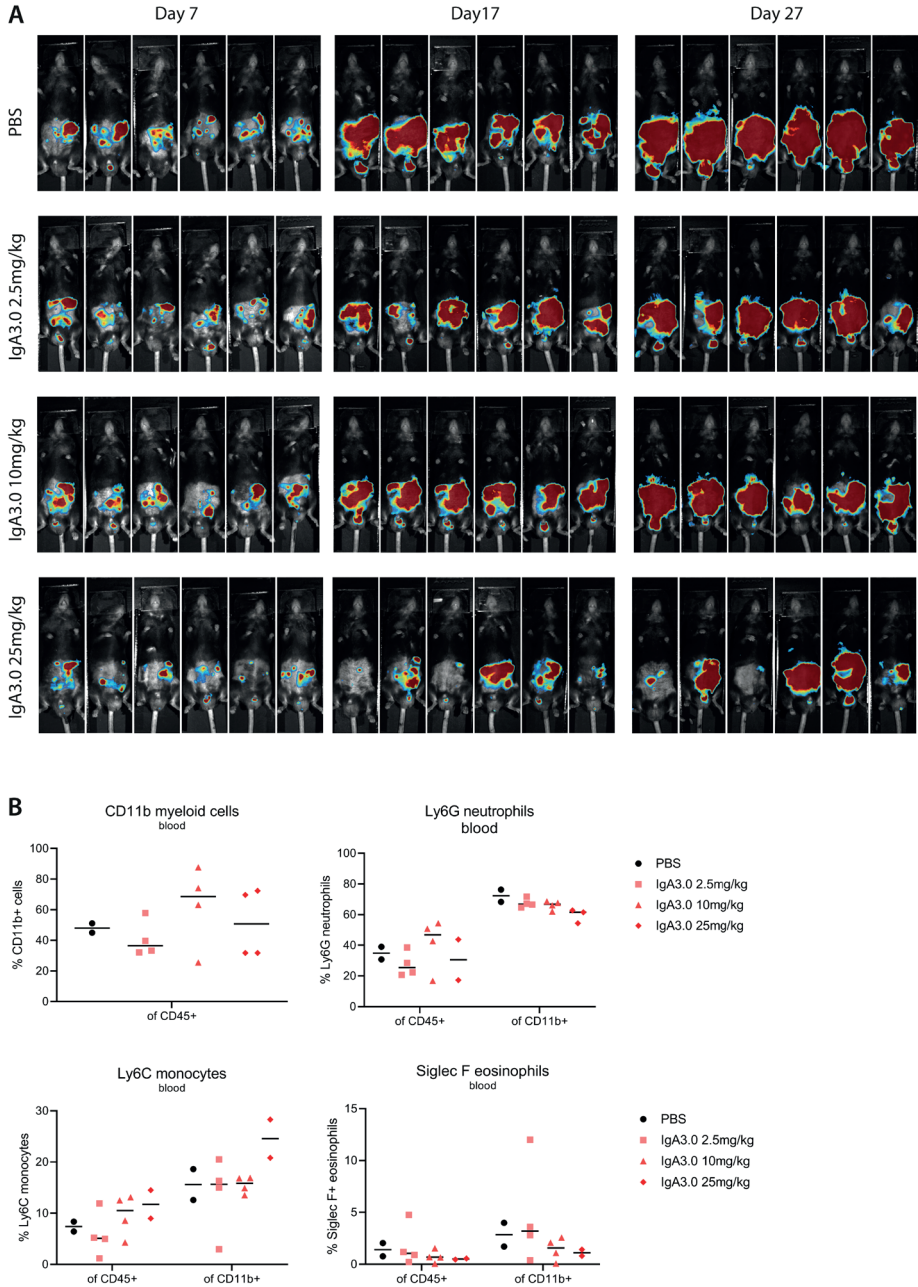 A
Day 7
Day17
Day 27
PBS
IgA3.0 2.5mg/kg
IgA3.0 10mg/kg
IgA3.0 25mg/kg
B
CD11b myeloid cells
blood
% CD11b+ cells
100
80
60
40
20
0
of CD45+
Ly6G neutrophils
blood
% Ly6G neutrophils
100
80
60
40
20
0
of CD45+
of CD11b+
PBS
IgA3.0 2.5mg/kg
IgA3.0 10mg/kg
IgA3.0 25mg/kg
Ly6C monocytes
blood
% Ly6C monocytes
30
20
10
0
of CD45+
of CD11b+
Siglec F eosinophils
blood
% Siglec F+ eosinophils
15
10
5
0
of CD45+
of CD11b+
PBS
IgA3.0 2.5mg/kg
IgA3.0 10mg/kg
IgA3.0 25mg/kg